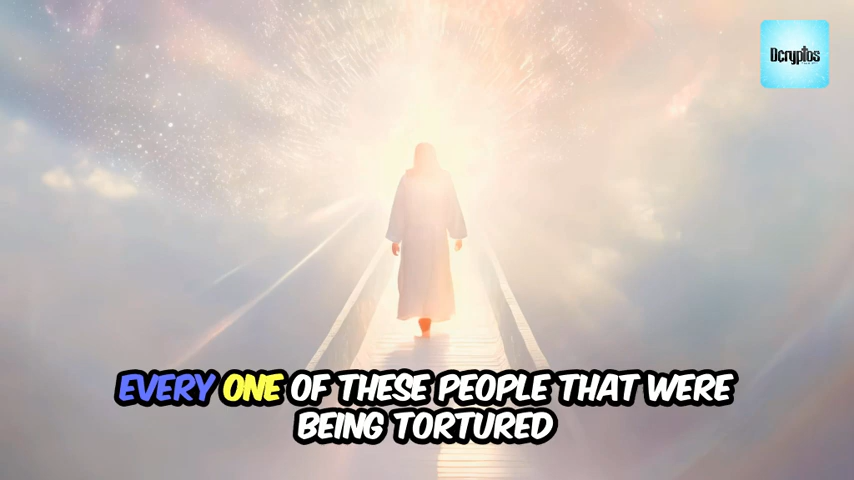 Dcryptos
EVERY ONE OF THESE PEOPLE THAT WERE
BEING TORTURED